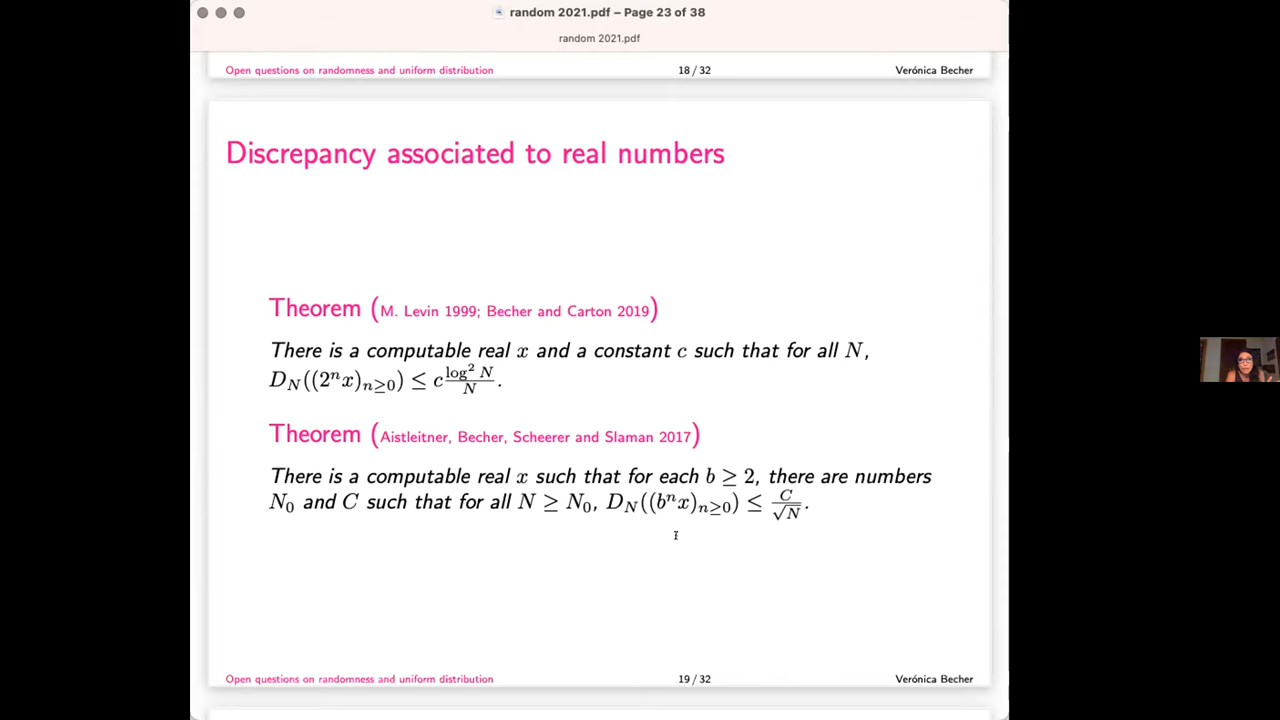 random 2021.pdf – Page 23 of 38
random 2021.pdf
Open questions on randomness and uniform distribution 18 / 32 Verónica Becher
Discrepancy associated to real numbers
Theorem (M. Levin 1999; Becher and Carton 2019)
There is a computable real x and a constant c such that for all N,
D_N((2^n x)_{n≥0}) ≤ c \frac{log^2 N}{N}.
Theorem (Aistleitner, Becher, Scheerer and Slaman 2017)
There is a computable real x such that for each b ≥ 2, there are numbers
N_0 and C such that for all N ≥ N_0, D_N((b^n x)_{n≥0}) ≤ \frac{C}{\sqrt{N}}.
Open questions on randomness and uniform distribution 19 / 32 Verónica Becher